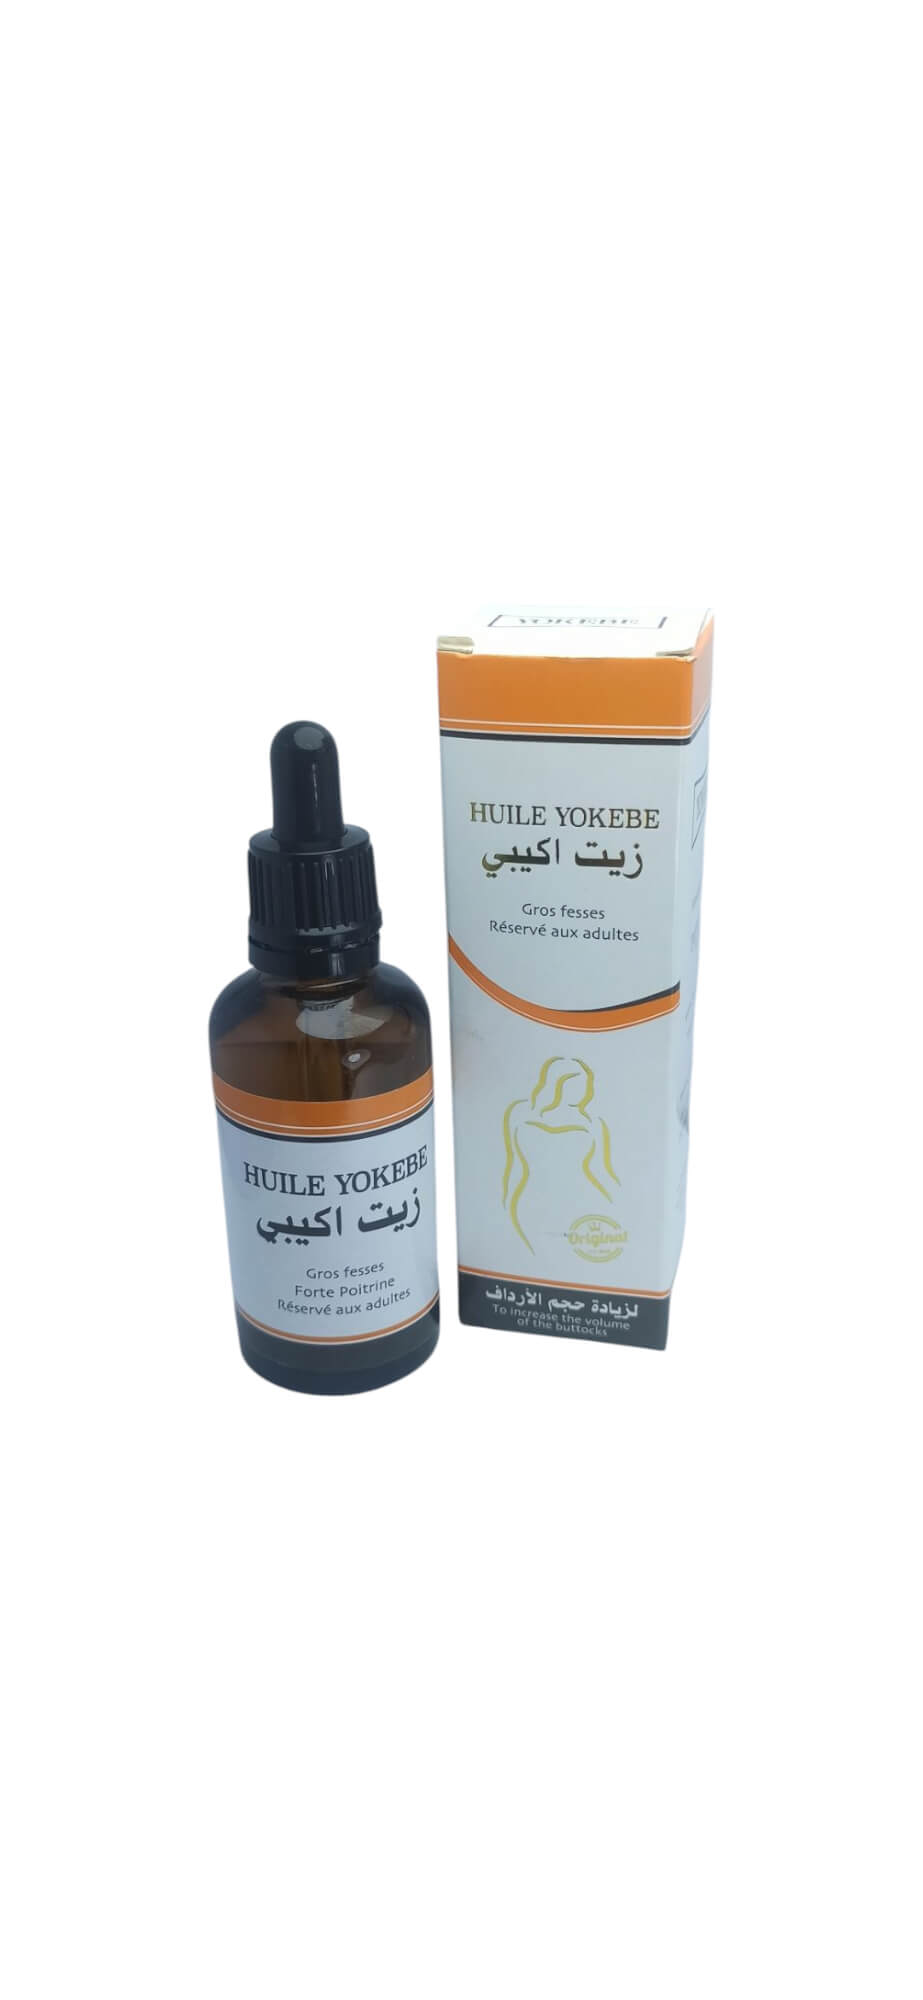 YOKEBE
HUILE YOKEBE
زيت اكيبي
Gros fesses
Réservé aux adultes
Original
لزيادة حجم الأرداف
To increase the volume
of the buttocks
HUILE YOKEBE
زيت اكيبي
Gros fesses
Forte Poitrine
Réservé aux adultes